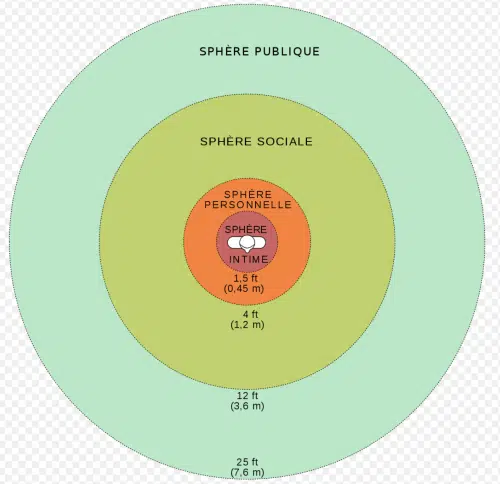 SPHÈRE PUBLIQUE
SPHÈRE SOCIALE
SPHÈRE
PERSONNELLE
SPHÈRE
INTIME
1,5 ft
(0,45 m)
4 ft
(1,2 m)
12 ft
(3,6 m)
25 ft
(7,6 m)